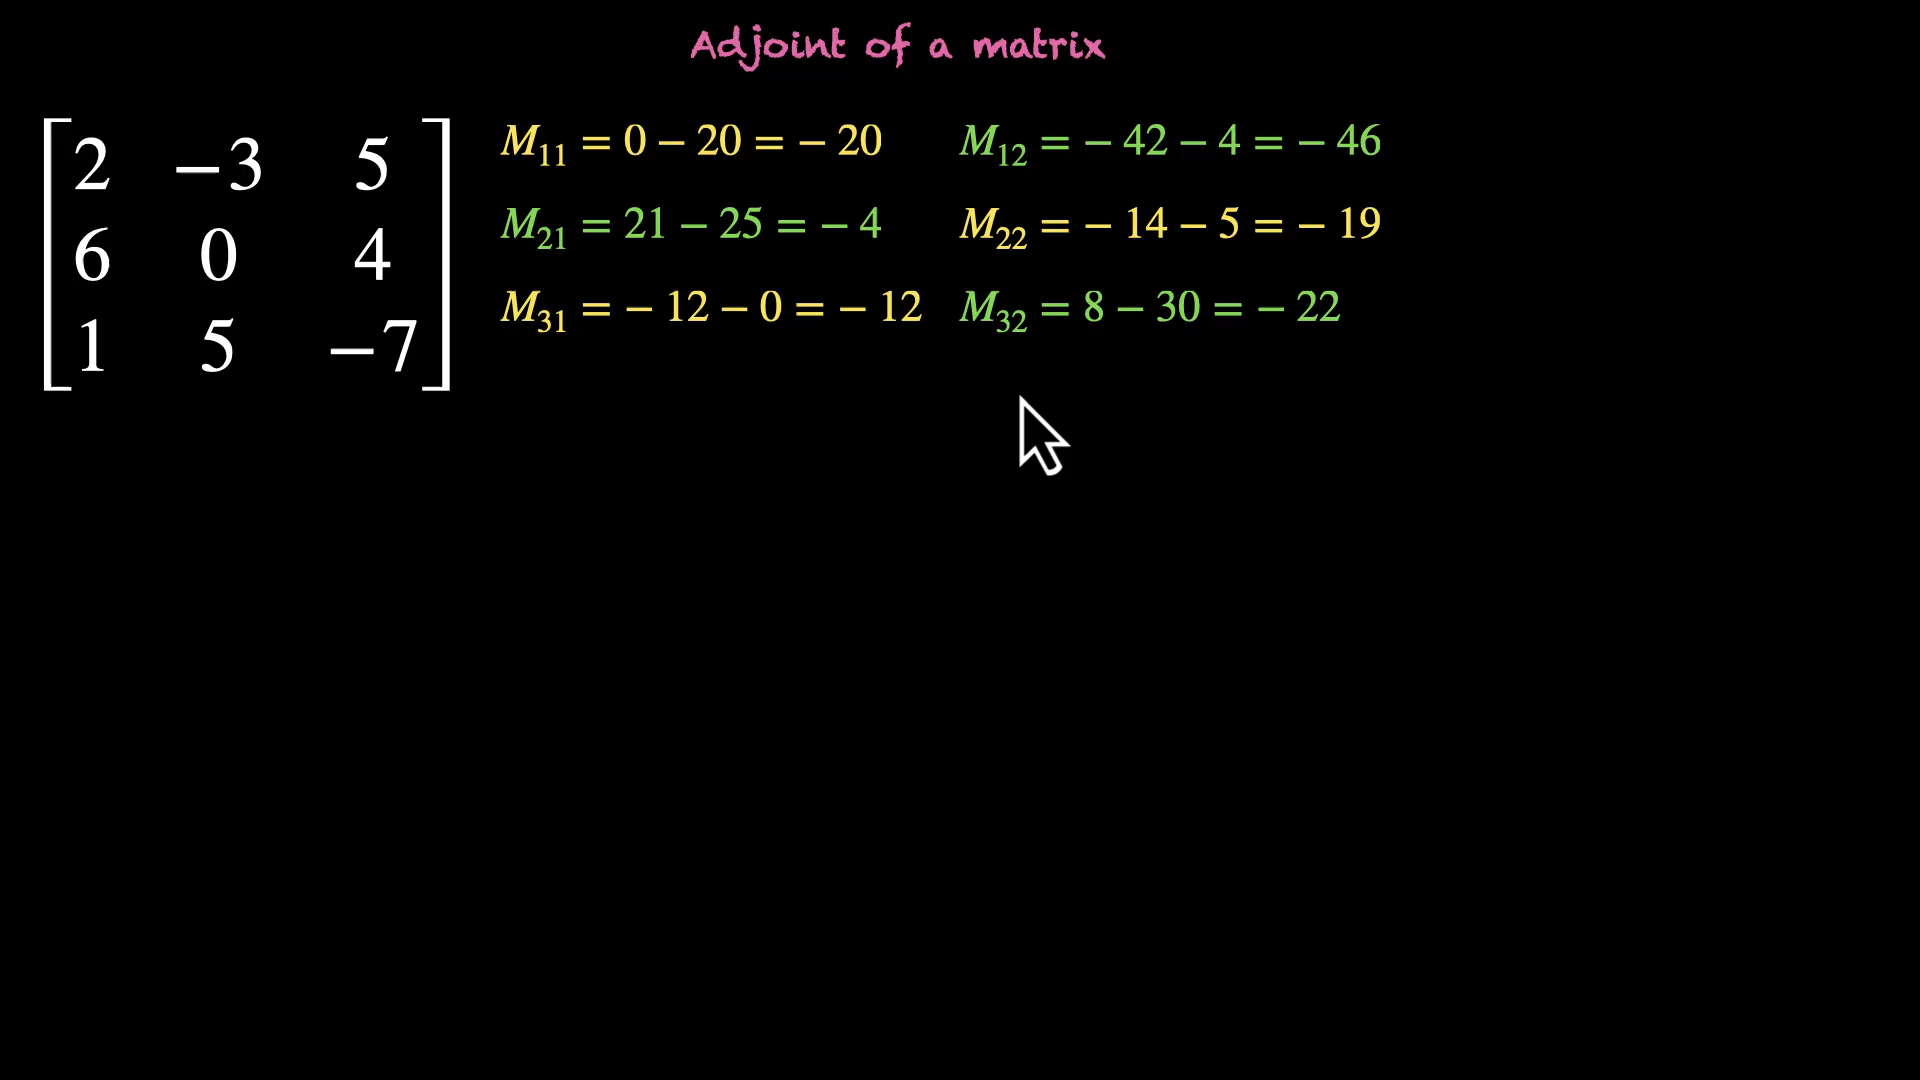 Adjoint of a matrix
2 −3 5
6 0 4
1 5 −7
M11 = 0 − 20 = − 20
M12 = − 42 − 4 = − 46
M21 = 21 − 25 = − 4
M22 = − 14 − 5 = − 19
M31 = − 12 − 0 = − 12
M32 = 8 − 30 = − 22